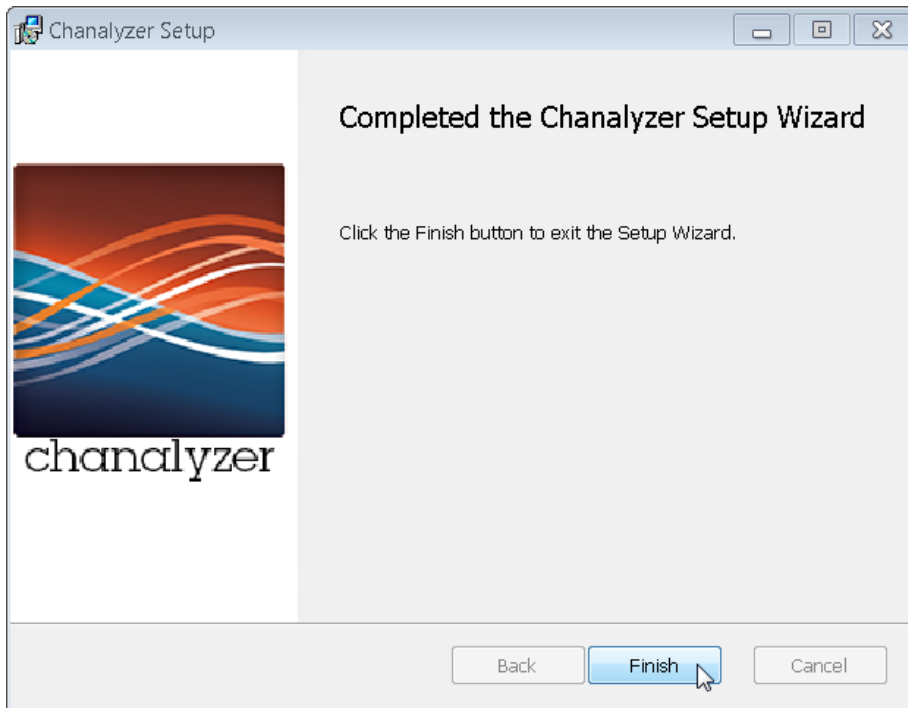 Chanalyzer Setup
Completed the Chanalyzer Setup Wizard
Click the Finish button to exit the Setup Wizard.
chanalyzer
Back Finish Cancel